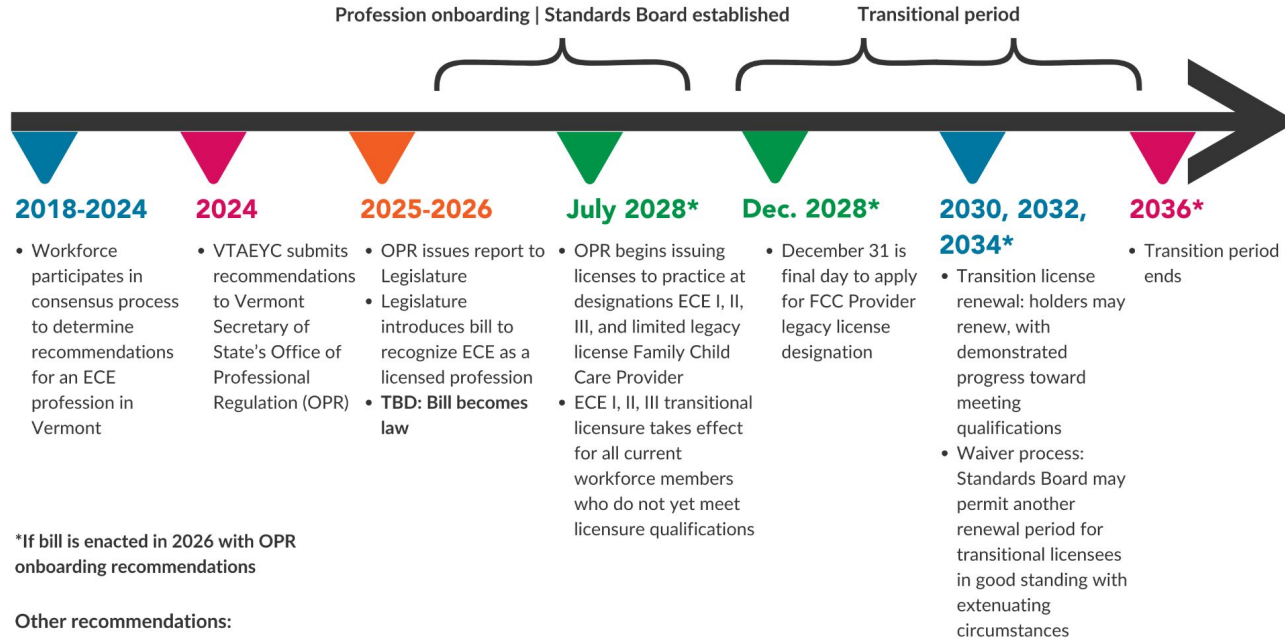 Profession onboarding | Standards Board established
Transitional period
2018-2024
• Workforce
participates in
consensus process
to determine
recommendations
for an ECE
profession in
Vermont
2024
• VTAEYC submits
recommendations
to Vermont
Secretary of
State's Office of
Professional
Regulation (OPR)
2025-2026
• OPR issues report to
Legislature
• Legislature
introduces bill to
recognize ECE as a
licensed profession
• TBD: Bill becomes
law
July 2028*
• OPR begins issuing
licenses to practice at
designations ECE I, II,
III, and limited legacy
license Family Child
Care Provider
• ECE I, II, III transitional
licensure takes effect
for all current
workforce members
who do not yet meet
licensure qualifications
Dec. 2028*
• December 31 is
final day to apply
for FCC Provider
legacy license
designation
2030, 2032,
2034*
• Transition license
renewal: holders may
renew, with
demonstrated
progress toward
meeting
qualifications
• Waiver process:
Standards Board may
permit another
renewal period for
transitional licensees
in good standing with
extenuating
circumstances
2036*
• Transition period
ends
*If bill is enacted in 2026 with OPR
onboarding recommendations
Other recommendations: